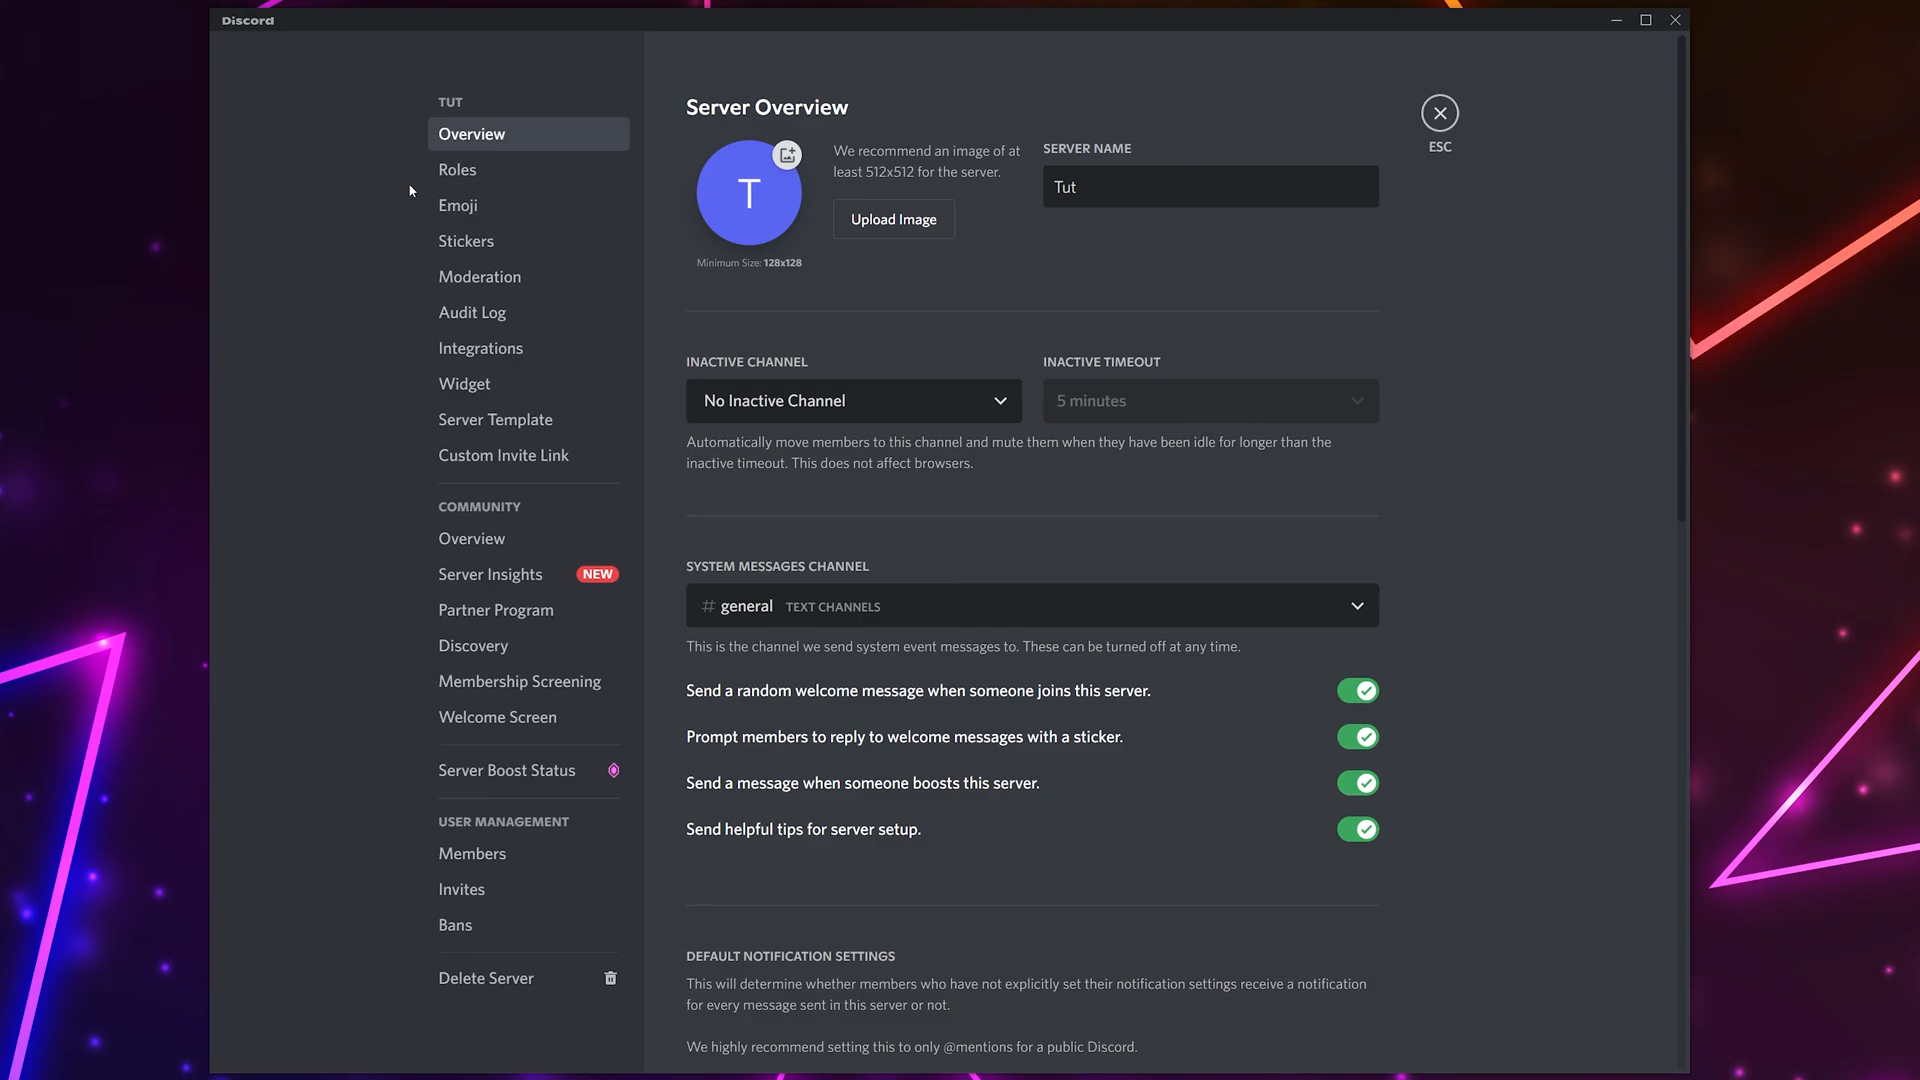 Discord
TUT
Overview
Roles
Emoji
Stickers
Moderation
Audit Log
Integrations
Widget
Server Template
Custom Invite Link
COMMUNITY
Overview
Server Insights NEW
Partner Program
Discovery
Membership Screening
Welcome Screen
Server Boost Status
USER MANAGEMENT
Members
Invites
Bans
Delete Server
Server Overview
T
Minimum Size: 128x128
We recommend an image of at
least 512x512 for the server.
Upload Image
SERVER NAME
Tut
ESC
INACTIVE CHANNEL
No Inactive Channel
INACTIVE TIMEOUT
5 minutes
Automatically move members to this channel and mute them when they have been idle for longer than the
inactive timeout. This does not affect browsers.
SYSTEM MESSAGES CHANNEL
# general TEXT CHANNELS
This is the channel we send system event messages to. These can be turned off at any time.
Send a random welcome message when someone joins this server.
Prompt members to reply to welcome messages with a sticker.
Send a message when someone boosts this server.
Send helpful tips for server setup.
DEFAULT NOTIFICATION SETTINGS
This will determine whether members who have not explicitly set their notification settings receive a notification
for every message sent in this server or not.
We highly recommend setting this to only @mentions for a public Discord.